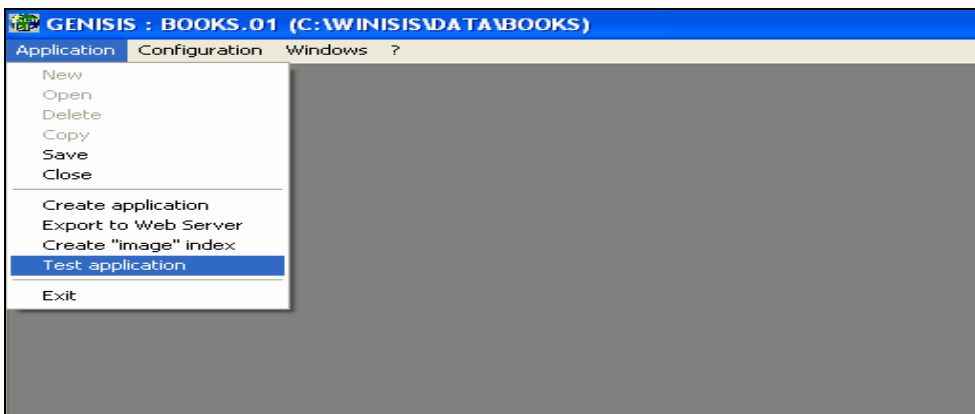 GENISIS : BOOKS.01 (C:\WINISIS\DATA\BOOKS)
Application Configuration Windows ?
New
Open
Delete
Copy
Save
Close
Create application
Export to Web Server
Create "image" index
Test application
Exit